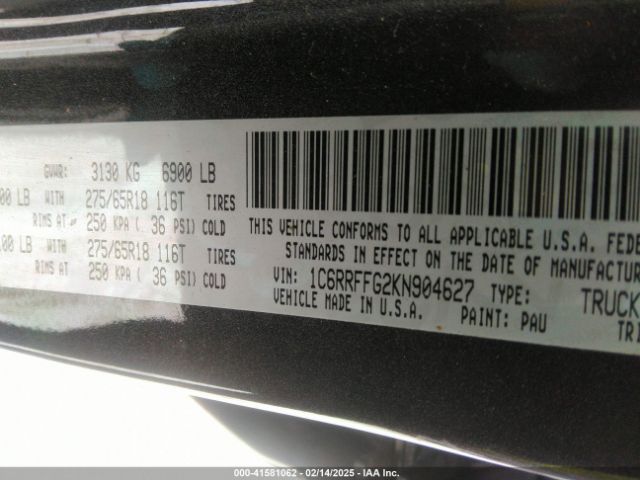 GVWR: 3130 KG 6900 LB
00 LB WITH 275/65R18 116T TIRES
RIMS AT 250 KPA ( 36 PSI) COLD
00 LB WITH 275/65R18 116T TIRES
RIMS AT 250 KPA ( 36 PSI) COLD
THIS VEHICLE CONFORMS TO ALL APPLICABLE U.S.A. FEDE
STANDARDS IN EFFECT ON THE DATE OF MANUFACTUR
VIN: 1C6RRFFG2KN904627 TYPE: TRUCK
VEHICLE MADE IN U.S.A. PAINT: PAU TRI
000-41581062 - 02/14/2025 - IAA Inc.